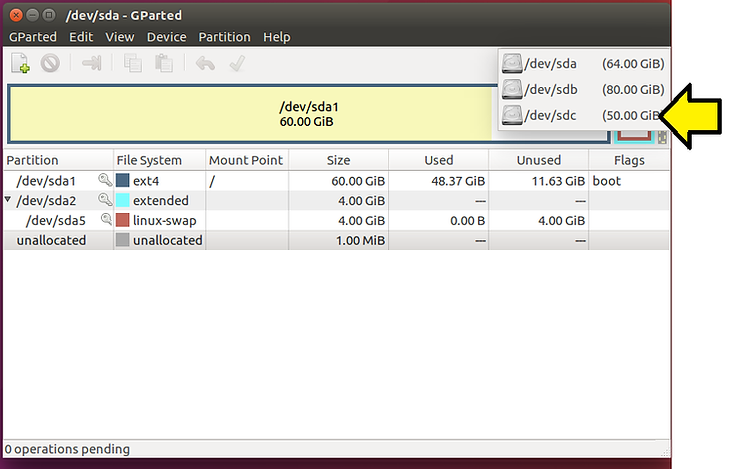 /dev/sda - GParted
GParted Edit View Device Partition Help
/dev/sda (64.00 GiB)
/dev/sdb (80.00 GiB)
/dev/sdc (50.00 GiB)
/dev/sda1
60.00 GiB
Partition File System Mount Point Size Used Unused Flags
/dev/sda1 ext4 / 60.00 GiB 48.37 GiB 11.63 GiB boot
/dev/sda2 extended 4.00 GiB --- ---
/dev/sda5 linux-swap 4.00 GiB 0.00 B 4.00 GiB
unallocated unallocated 1.00 MiB --- ---
0 operations pending